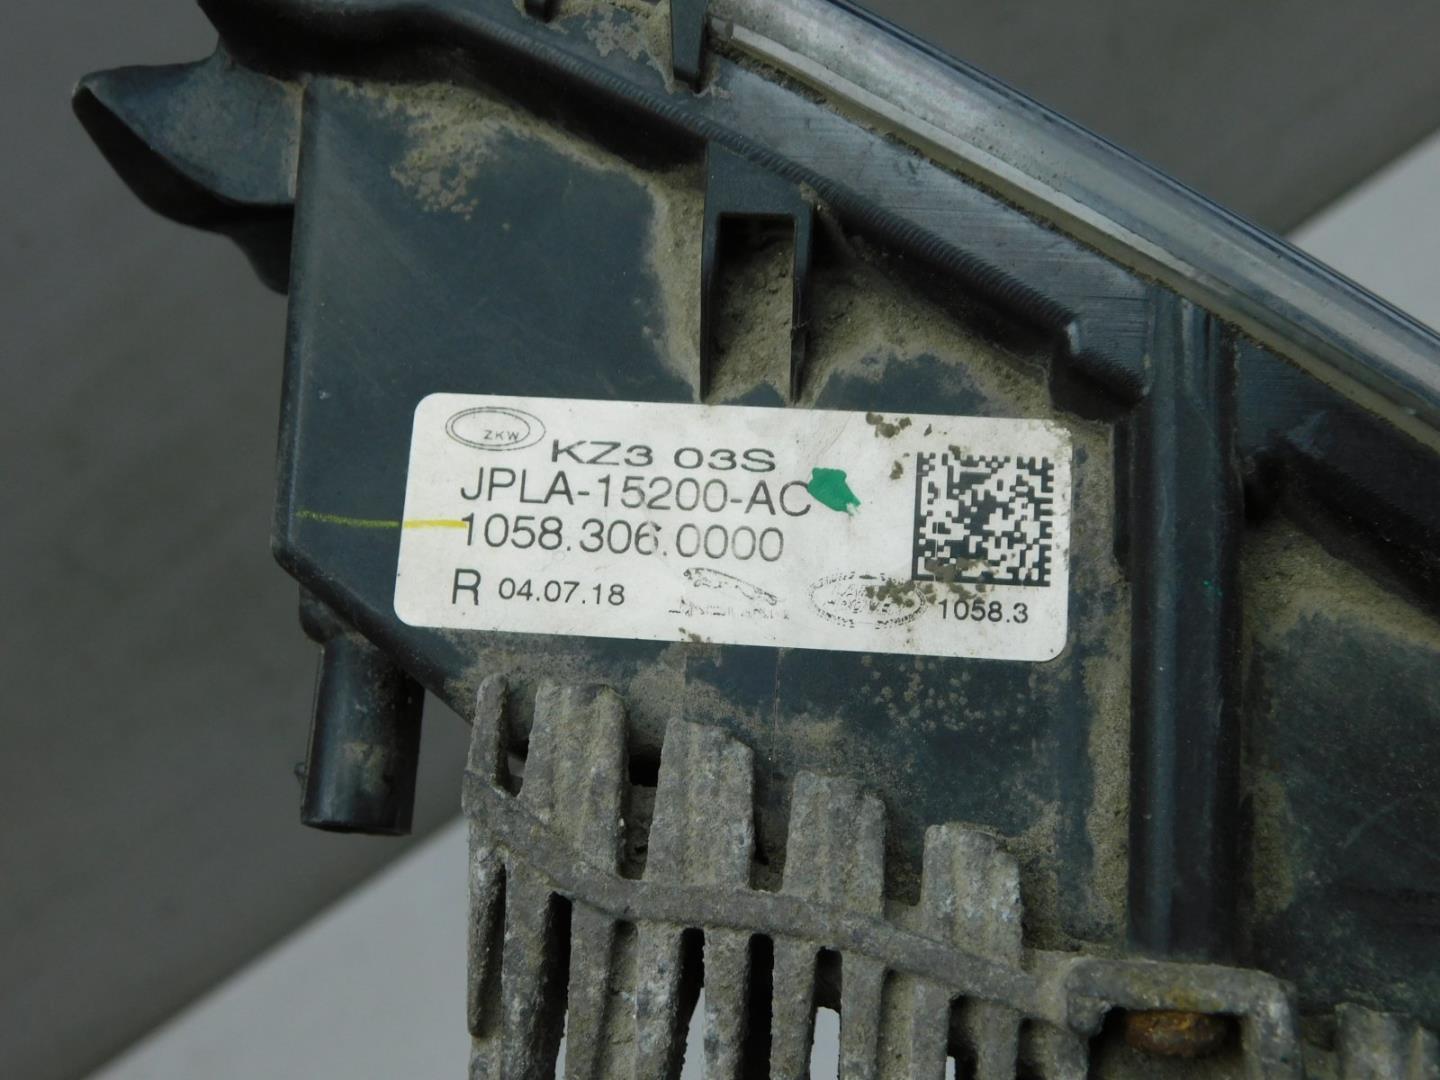 ZKW
KZ3 03S
JPLA-15200-AC
1058.306.0000
R 04.07.18
1058.3